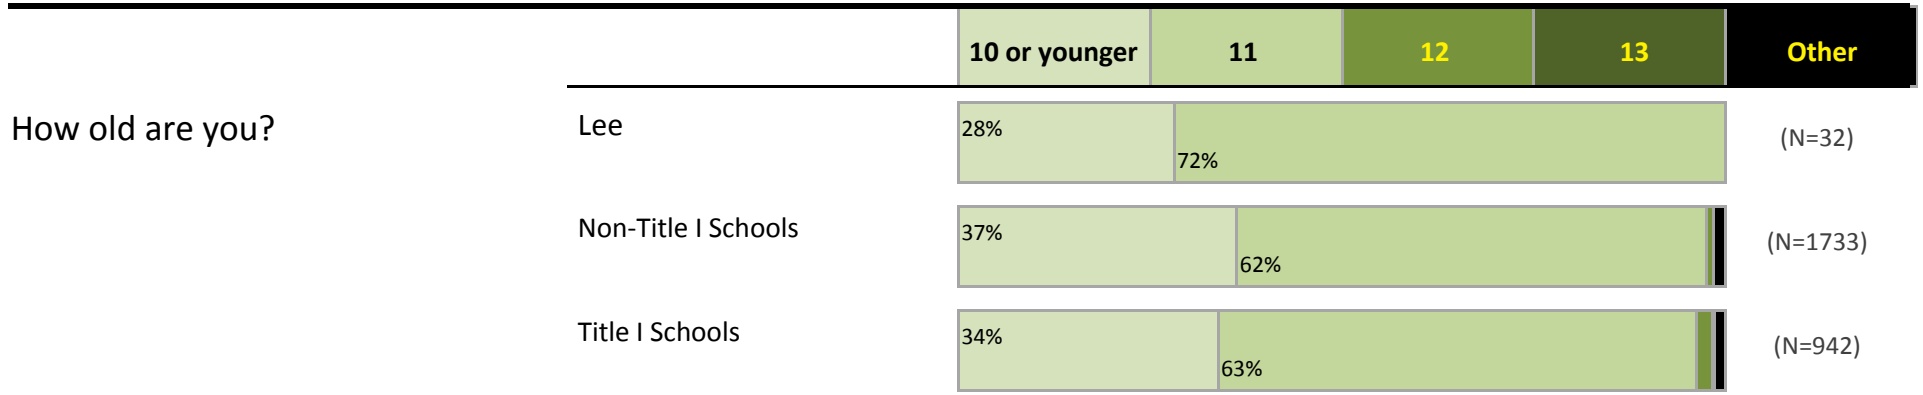 10 or younger 11 12 13 Other
How old are you? Lee 28% 72% (N=32)
Non-Title I Schools 37% 62% (N=1733)
Title I Schools 34% 63% (N=942)